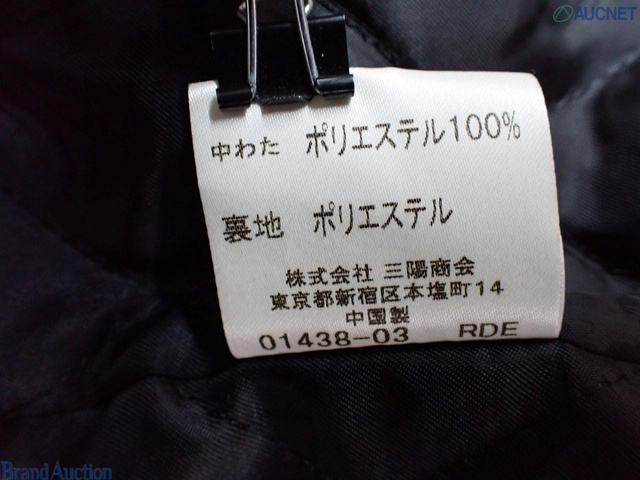 AUCNET
中わた ポリエステル100%
裏地 ポリエステル
株式会社 三陽商会
東京都新宿区本塩町14
中国製
01438-03 RDE
Brand Auction